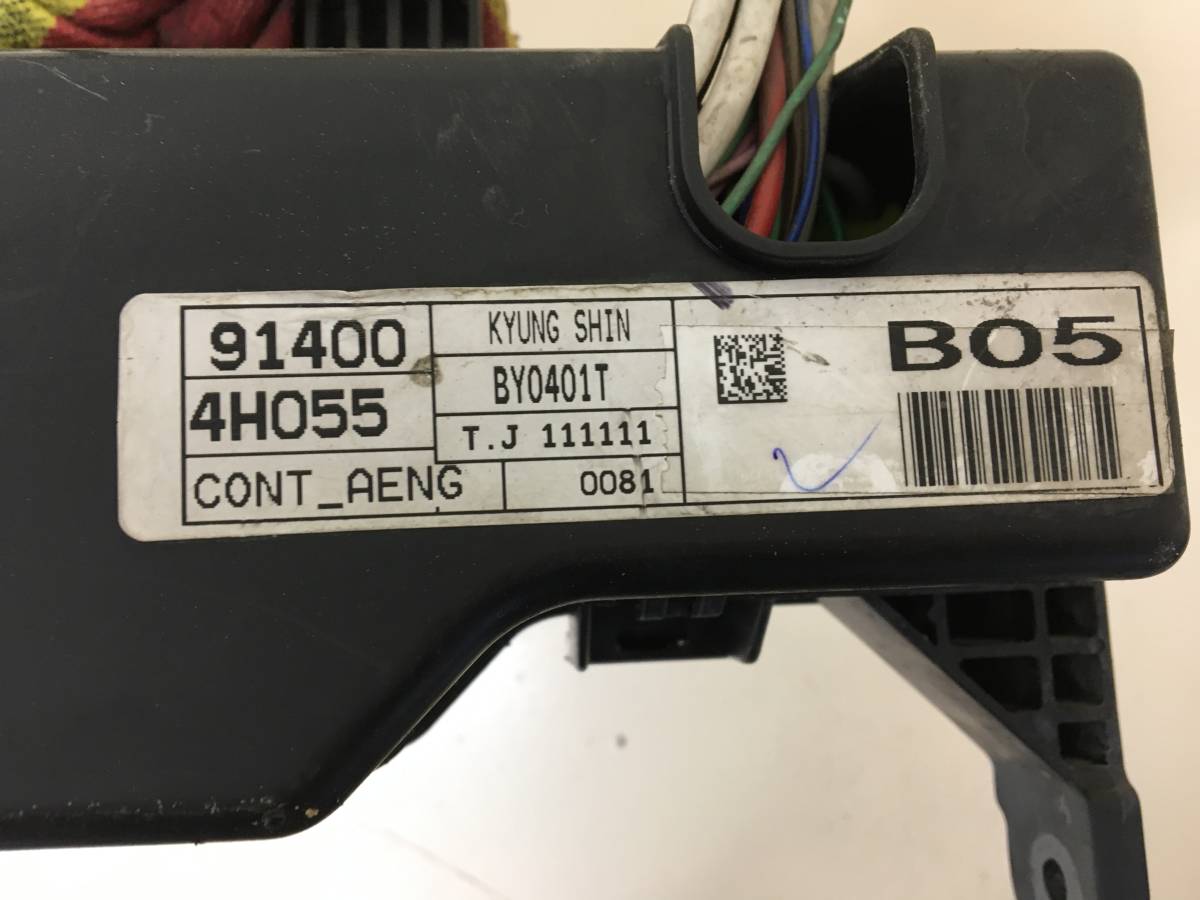 91400
4H055
CONT_AENG
KYUNG SHIN
BY0401T
T.J 111111
0081
B05